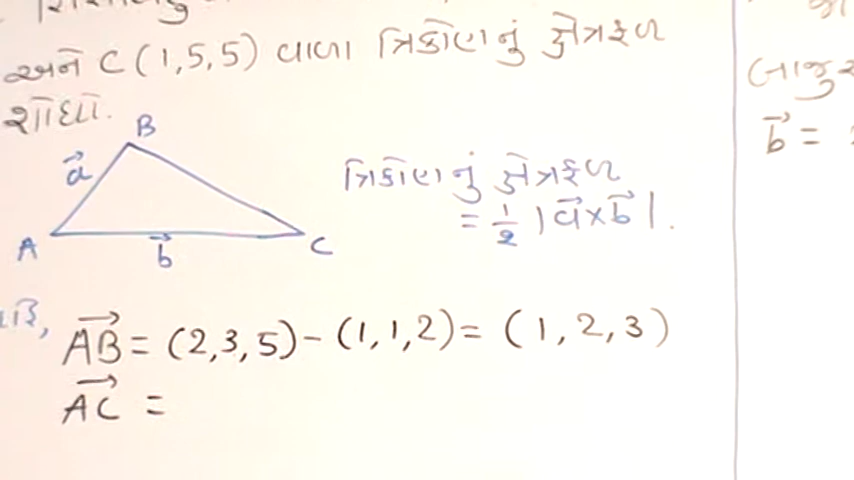 અને C(1,5,5) વાળા ત્રિકોણનું ક્ષેત્રફળ
શોધો.
B
a⃗
A
b⃗
C
ત્રિકોણનું ક્ષેત્રફળ
= 1/2 |a⃗×b⃗|.
AB⃗ = (2,3,5)-(1,1,2)= (1,2,3)
AC⃗ =
બાજુ
b⃗ =